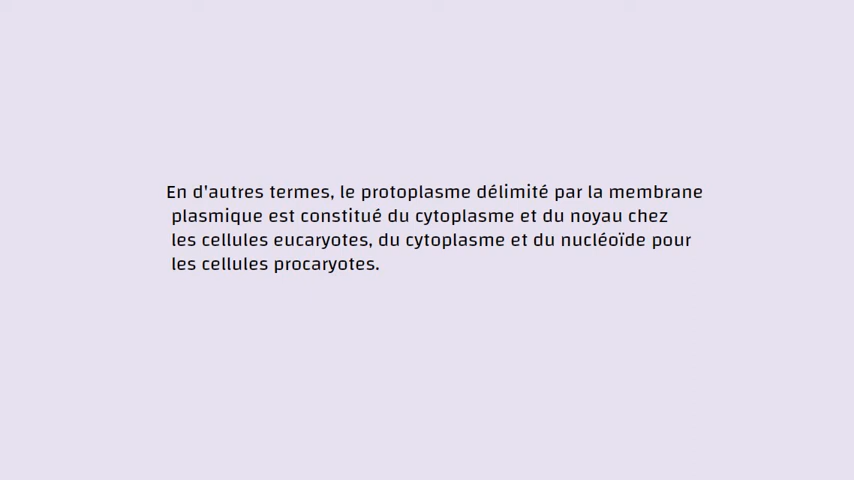 En d'autres termes, le protoplasme délimité par la membrane
plasmique est constitué du cytoplasme et du noyau chez
les cellules eucaryotes, du cytoplasme et du nucléoïde pour
les cellules procaryotes.